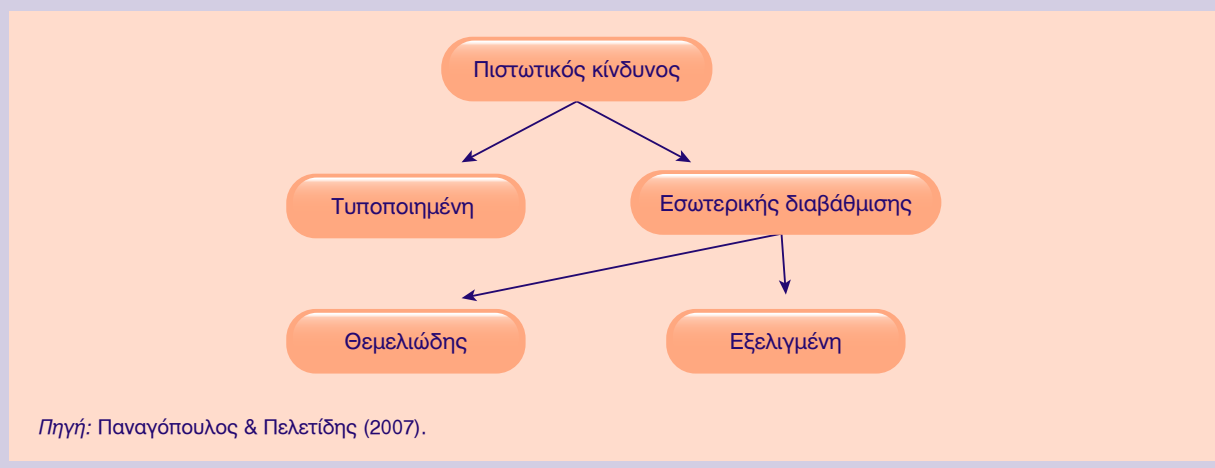 Πιστωτικός κίνδυνος
Τυποποιημένη
Εσωτερικής διαβάθμισης
Θεμελιώδης
Εξελιγμένη
Πηγή: Παναγόπουλος & Πελετίδης (2007).